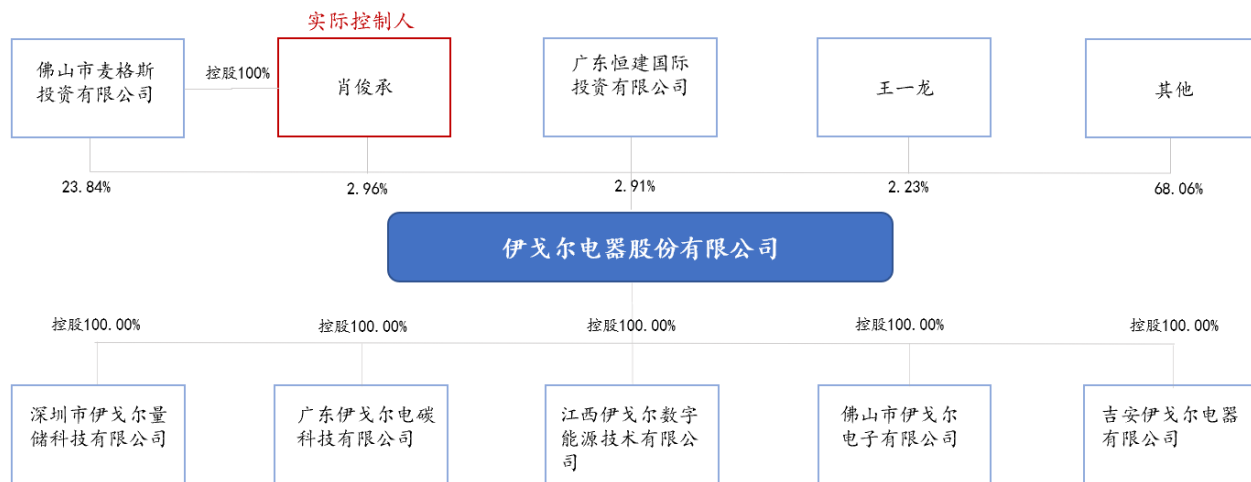 实际控制人
佛山市麦格斯
投资有限公司
控股100%
肖俊承
广东恒建国际
投资有限公司
王一龙
其他
23.84%
2.96%
2.91%
2.23%
68.06%
伊戈尔电器股份有限公司
控股100.00%
控股100.00%
控股100.00%
控股100.00%
控股100.00%
深圳市伊戈尔量
储科技有限公司
广东伊戈尔电碳
科技有限公司
江西伊戈尔数字
能源技术有限公
司
佛山市伊戈尔
电子有限公司
吉安伊戈尔电器
有限公司